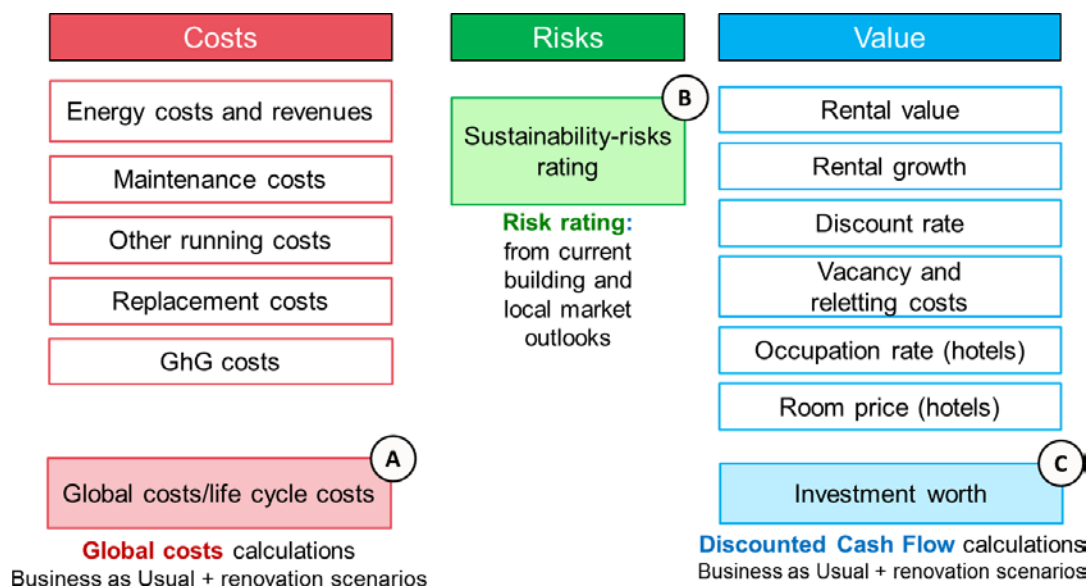 Costs
Energy costs and revenues
Maintenance costs
Other running costs
Replacement costs
GhG costs
A
Global costs/life cycle costs
Global costs calculations
Business as Usual + renovation scenarios
Risks
B
Sustainability-risks
rating
Risk rating:
from current
building and
local market
outlooks
Value
Rental value
Rental growth
Discount rate
Vacancy and
reletting costs
Occupation rate (hotels)
Room price (hotels)
C
Investment worth
Discounted Cash Flow calculations
Business as Usual + renovation scenarios